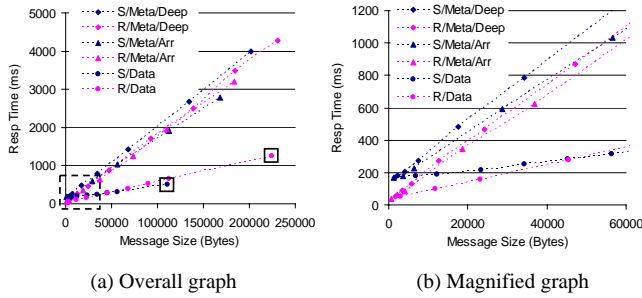 S/Meta/Deep
R/Meta/Deep
S/Meta/Arr
R/Meta/Arr
S/Data
R/Data
Resp Time (ms)
5000
4000
3000
2000
1000
0
0 50000 100000 150000 200000 250000
Message Size (Bytes)
(a) Overall graph
S/Meta/Deep
R/Meta/Deep
S/Meta/Arr
R/Meta/Arr
S/Data
R/Data
Resp Time (ms)
1200
1000
800
600
400
200
0
0 20000 40000 60000
Message Size (Bytes)
(b) Magnified graph